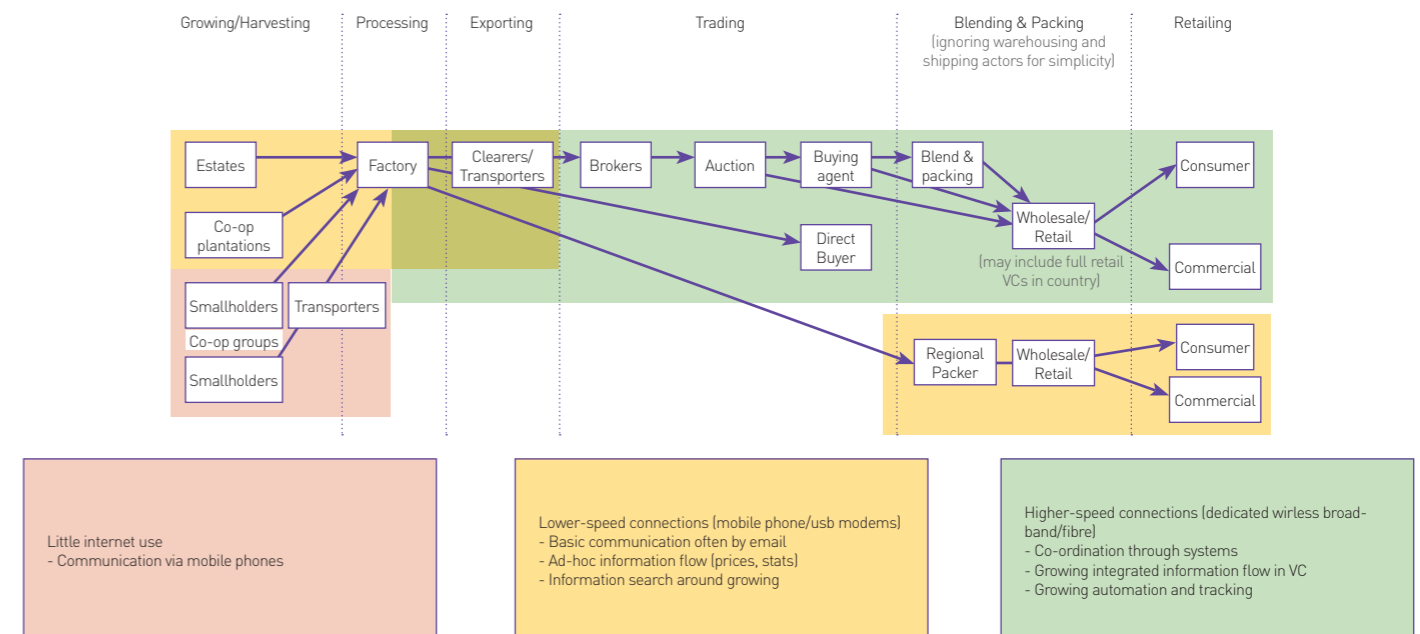 Growing/Harvesting
Processing
Exporting
Trading
Blending & Packing
(ignoring warehousing and
shipping actors for simplicity)
Retailing
Estates
Factory
Clearers/
Transporters
Brokers
Auction
Buying
agent
Blend &
packing
Consumer
Co-op
plantations
Direct
Buyer
Wholesale/
Retail
(may include full retail
VCs in country)
Commercial
Smallholders
Transporters
Co-op groups
Smallholders
Regional
Packer
Wholesale/
Retail
Consumer
Commercial
Little internet use
- Communication via mobile phones
Lower-speed connections (mobile phone/usb modems)
- Basic communication often by email
- Ad-hoc information flow (prices, stats)
- Information search around growing
Higher-speed connections (dedicated wirless broad-
band/fibre)
- Co-ordination through systems
- Growing integrated information flow in VC
- Growing automation and tracking